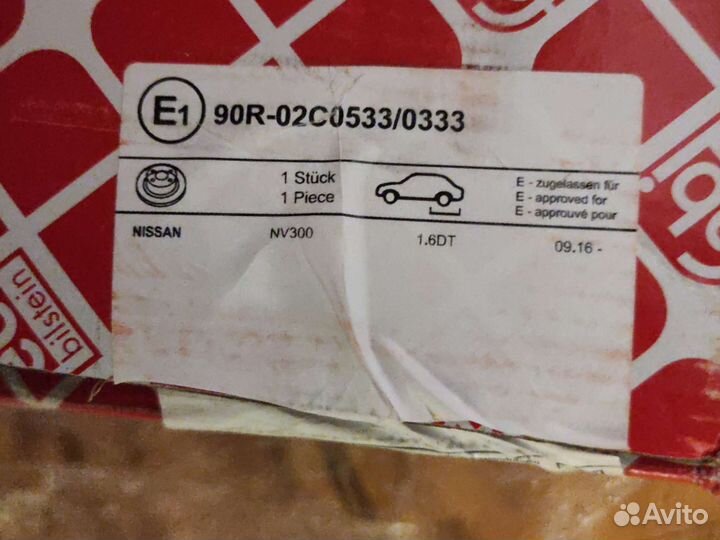 E1 90R-02C0533/0333
1 Stück
1 Piece
E - zugelassen für
E - approved for
E - approuvé pour
NISSAN NV300 1.6DT 09.16 -
bilstein
bi
Avito